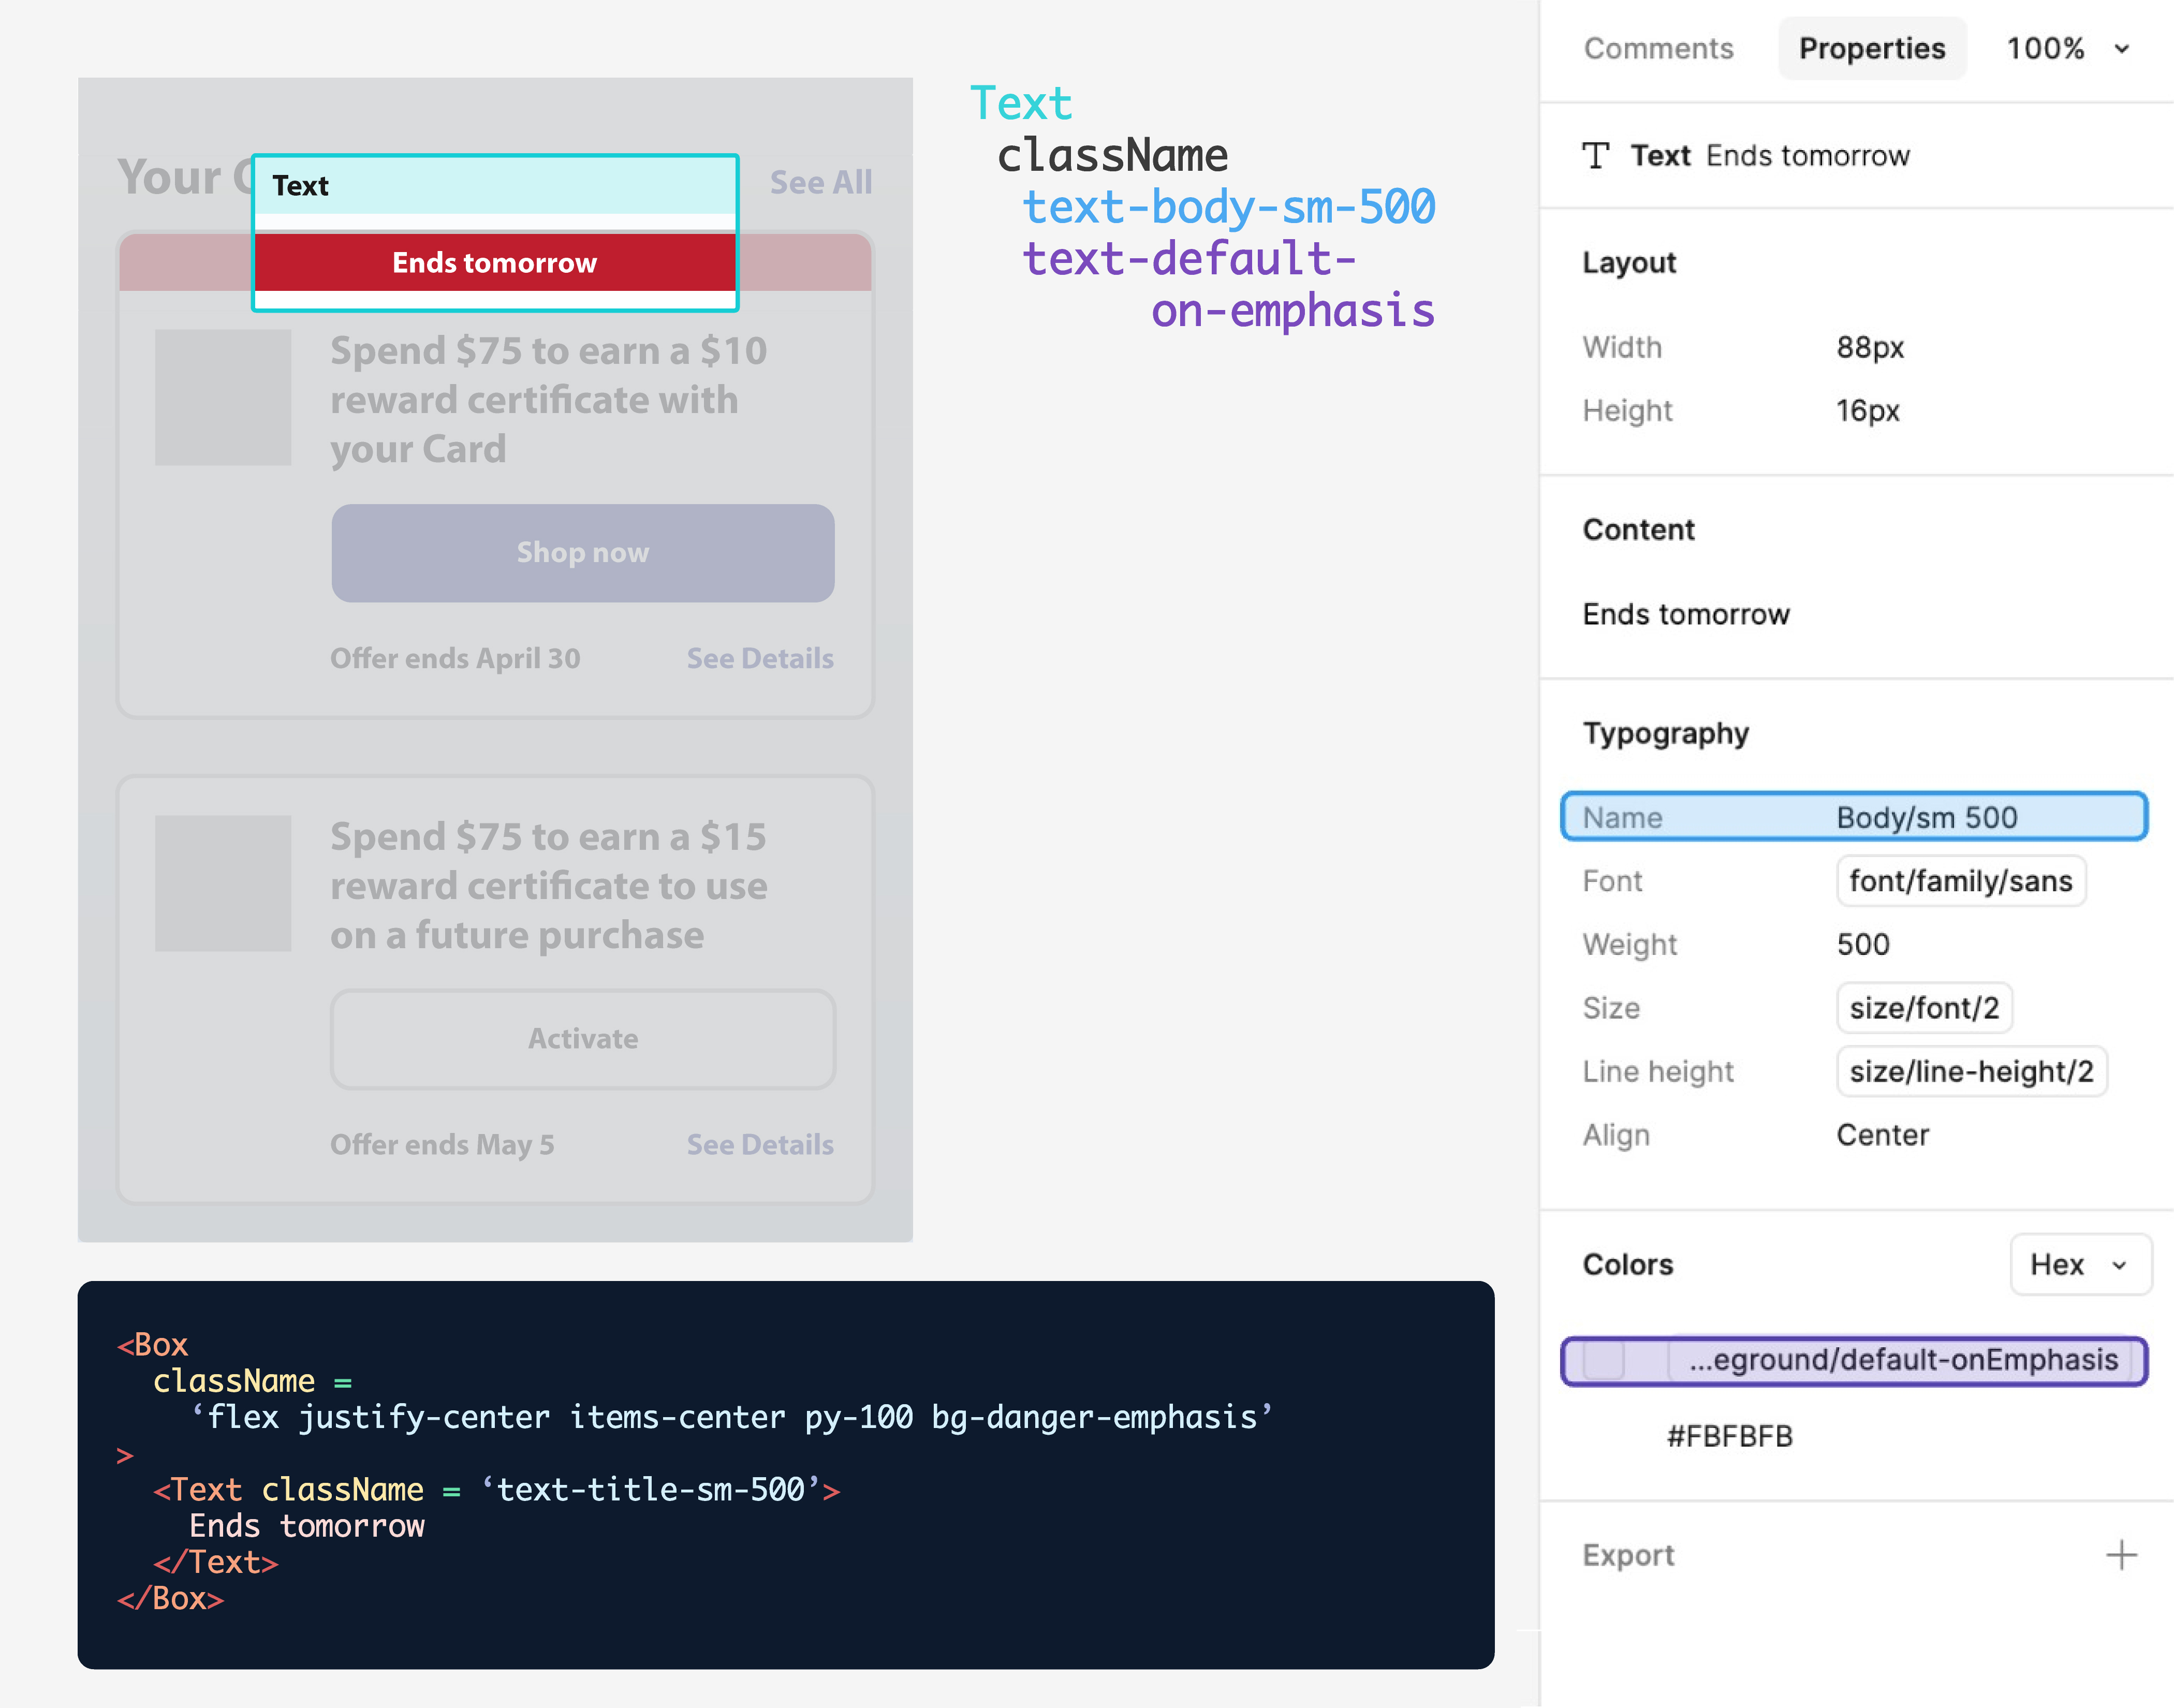 Your
See All
Text
Ends tomorrow
Spend $75 to earn a $10
reward certificate with
your Card
Shop now
Offer ends April 30
See Details
Spend $75 to earn a $15
reward certificate to use
on a future purchase
Activate
Offer ends May 5
See Details
Text
className
text-body-sm-500
text-default-
on-emphasis
<Box
className =
‘flex justify-center items-center py-100 bg-danger-emphasis’
>
<Text className = ‘text-title-sm-500’>
Ends tomorrow
</Text>
</Box>
Comments Properties 100%
Text Ends tomorrow
Layout
Width 88px
Height 16px
Content
Ends tomorrow
Typography
Name Body/sm 500
Font font/family/sans
Weight 500
Size size/font/2
Line height size/line-height/2
Align Center
Colors Hex
...eground/default-onEmphasis
#FBFBFB
Export